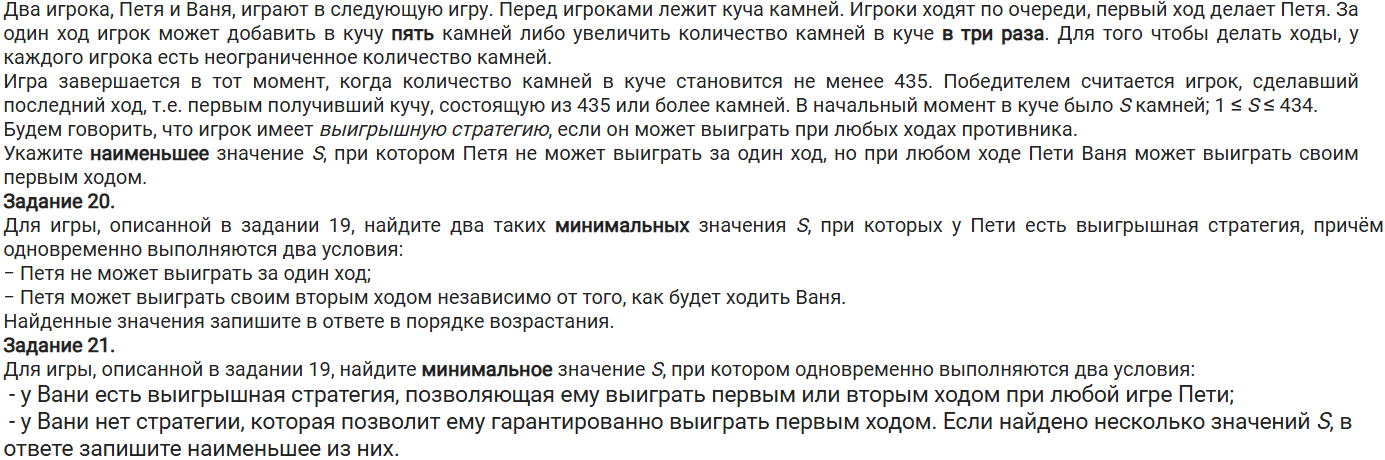 Два игрока, Петя и Ваня, играют в следующую игру. Перед игроками лежит куча камней. Игроки ходят по очереди, первый ход делает Петя. За
один ход игрок может добавить в кучу пять камней либо увеличить количество камней в куче в три раза. Для того чтобы делать ходы, у
каждого игрока есть неограниченное количество камней.
Игра завершается в тот момент, когда количество камней в куче становится не менее 435. Победителем считается игрок, сделавший
последний ход, т.е. первым получивший кучу, состоящую из 435 или более камней. В начальный момент в куче было S камней; 1 ≤ S ≤ 434.
Будем говорить, что игрок имеет выигрышную стратегию, если он может выиграть при любых ходах противника.
Укажите наименьшее значение S, при котором Петя не может выиграть за один ход, но при любом ходе Пети Ваня может выиграть своим
первым ходом.
Задание 20.
Для игры, описанной в задании 19, найдите два таких минимальных значения S, при которых у Пети есть выигрышная стратегия, причём
одновременно выполняются два условия:
− Петя не может выиграть за один ход;
− Петя может выиграть своим вторым ходом независимо от того, как будет ходить Ваня.
Найденные значения запишите в ответе в порядке возрастания.
Задание 21.
Для игры, описанной в задании 19, найдите минимальное значение S, при котором одновременно выполняются два условия:
- у Вани есть выигрышная стратегия, позволяющая ему выиграть первым или вторым ходом при любой игре Пети;
- у Вани нет стратегии, которая позволит ему гарантированно выиграть первым ходом. Если найдено несколько значений S, в
ответе запишите наименьшее из них.